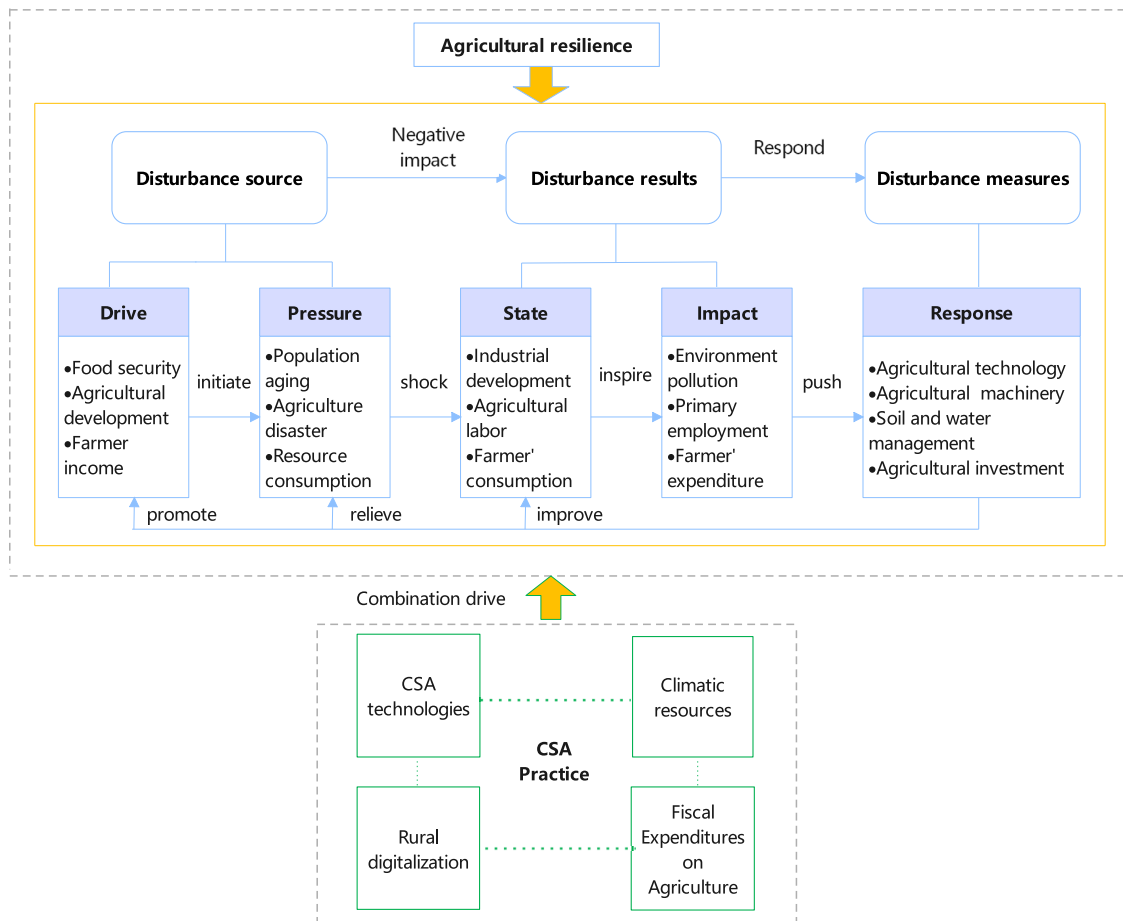 Agricultural resilience
Negative
impact
Respond
Disturbance source
Disturbance results
Disturbance measures
Drive
•Food security
•Agricultural
development
•Farmer
income
initiate
Pressure
•Population
aging
•Agriculture
disaster
•Resource
consumption
shock
State
•Industrial
development
•Agricultural
labor
•Farmer'
consumption
inspire
Impact
•Environment
pollution
•Primary
employment
•Farmer'
expenditure
push
Response
•Agricultural technology
•Agricultural  machinery
•Soil and water
management
•Agricultural investment
promote
relieve
improve
Combination drive
CSA
technologies
Climatic
resources
CSA
Practice
Rural
digitalization
Fiscal
Expenditures
on
Agriculture